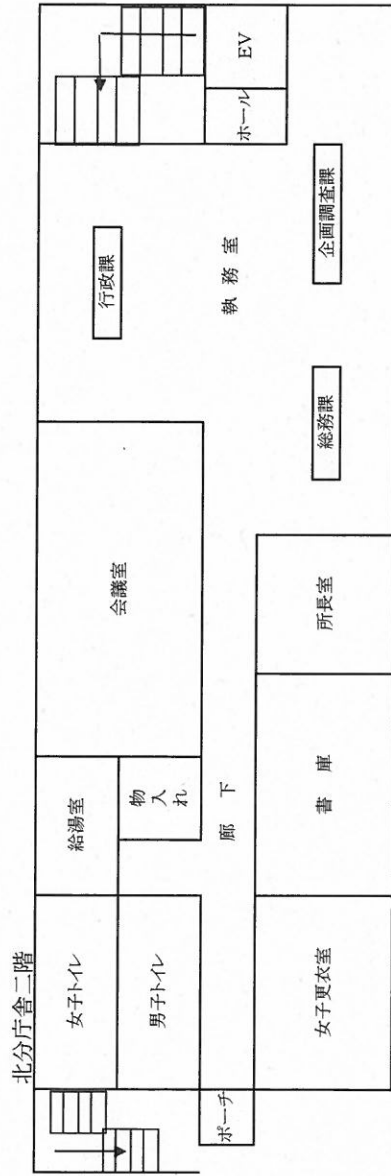 北分庁舎二階
女子トイレ
給湯室
会議室
行政課
男子トイレ
物入れ
ポーチ
廊下
執務室
ホール
EV
女子更衣室
書庫
所長室
総務課
企画調査課